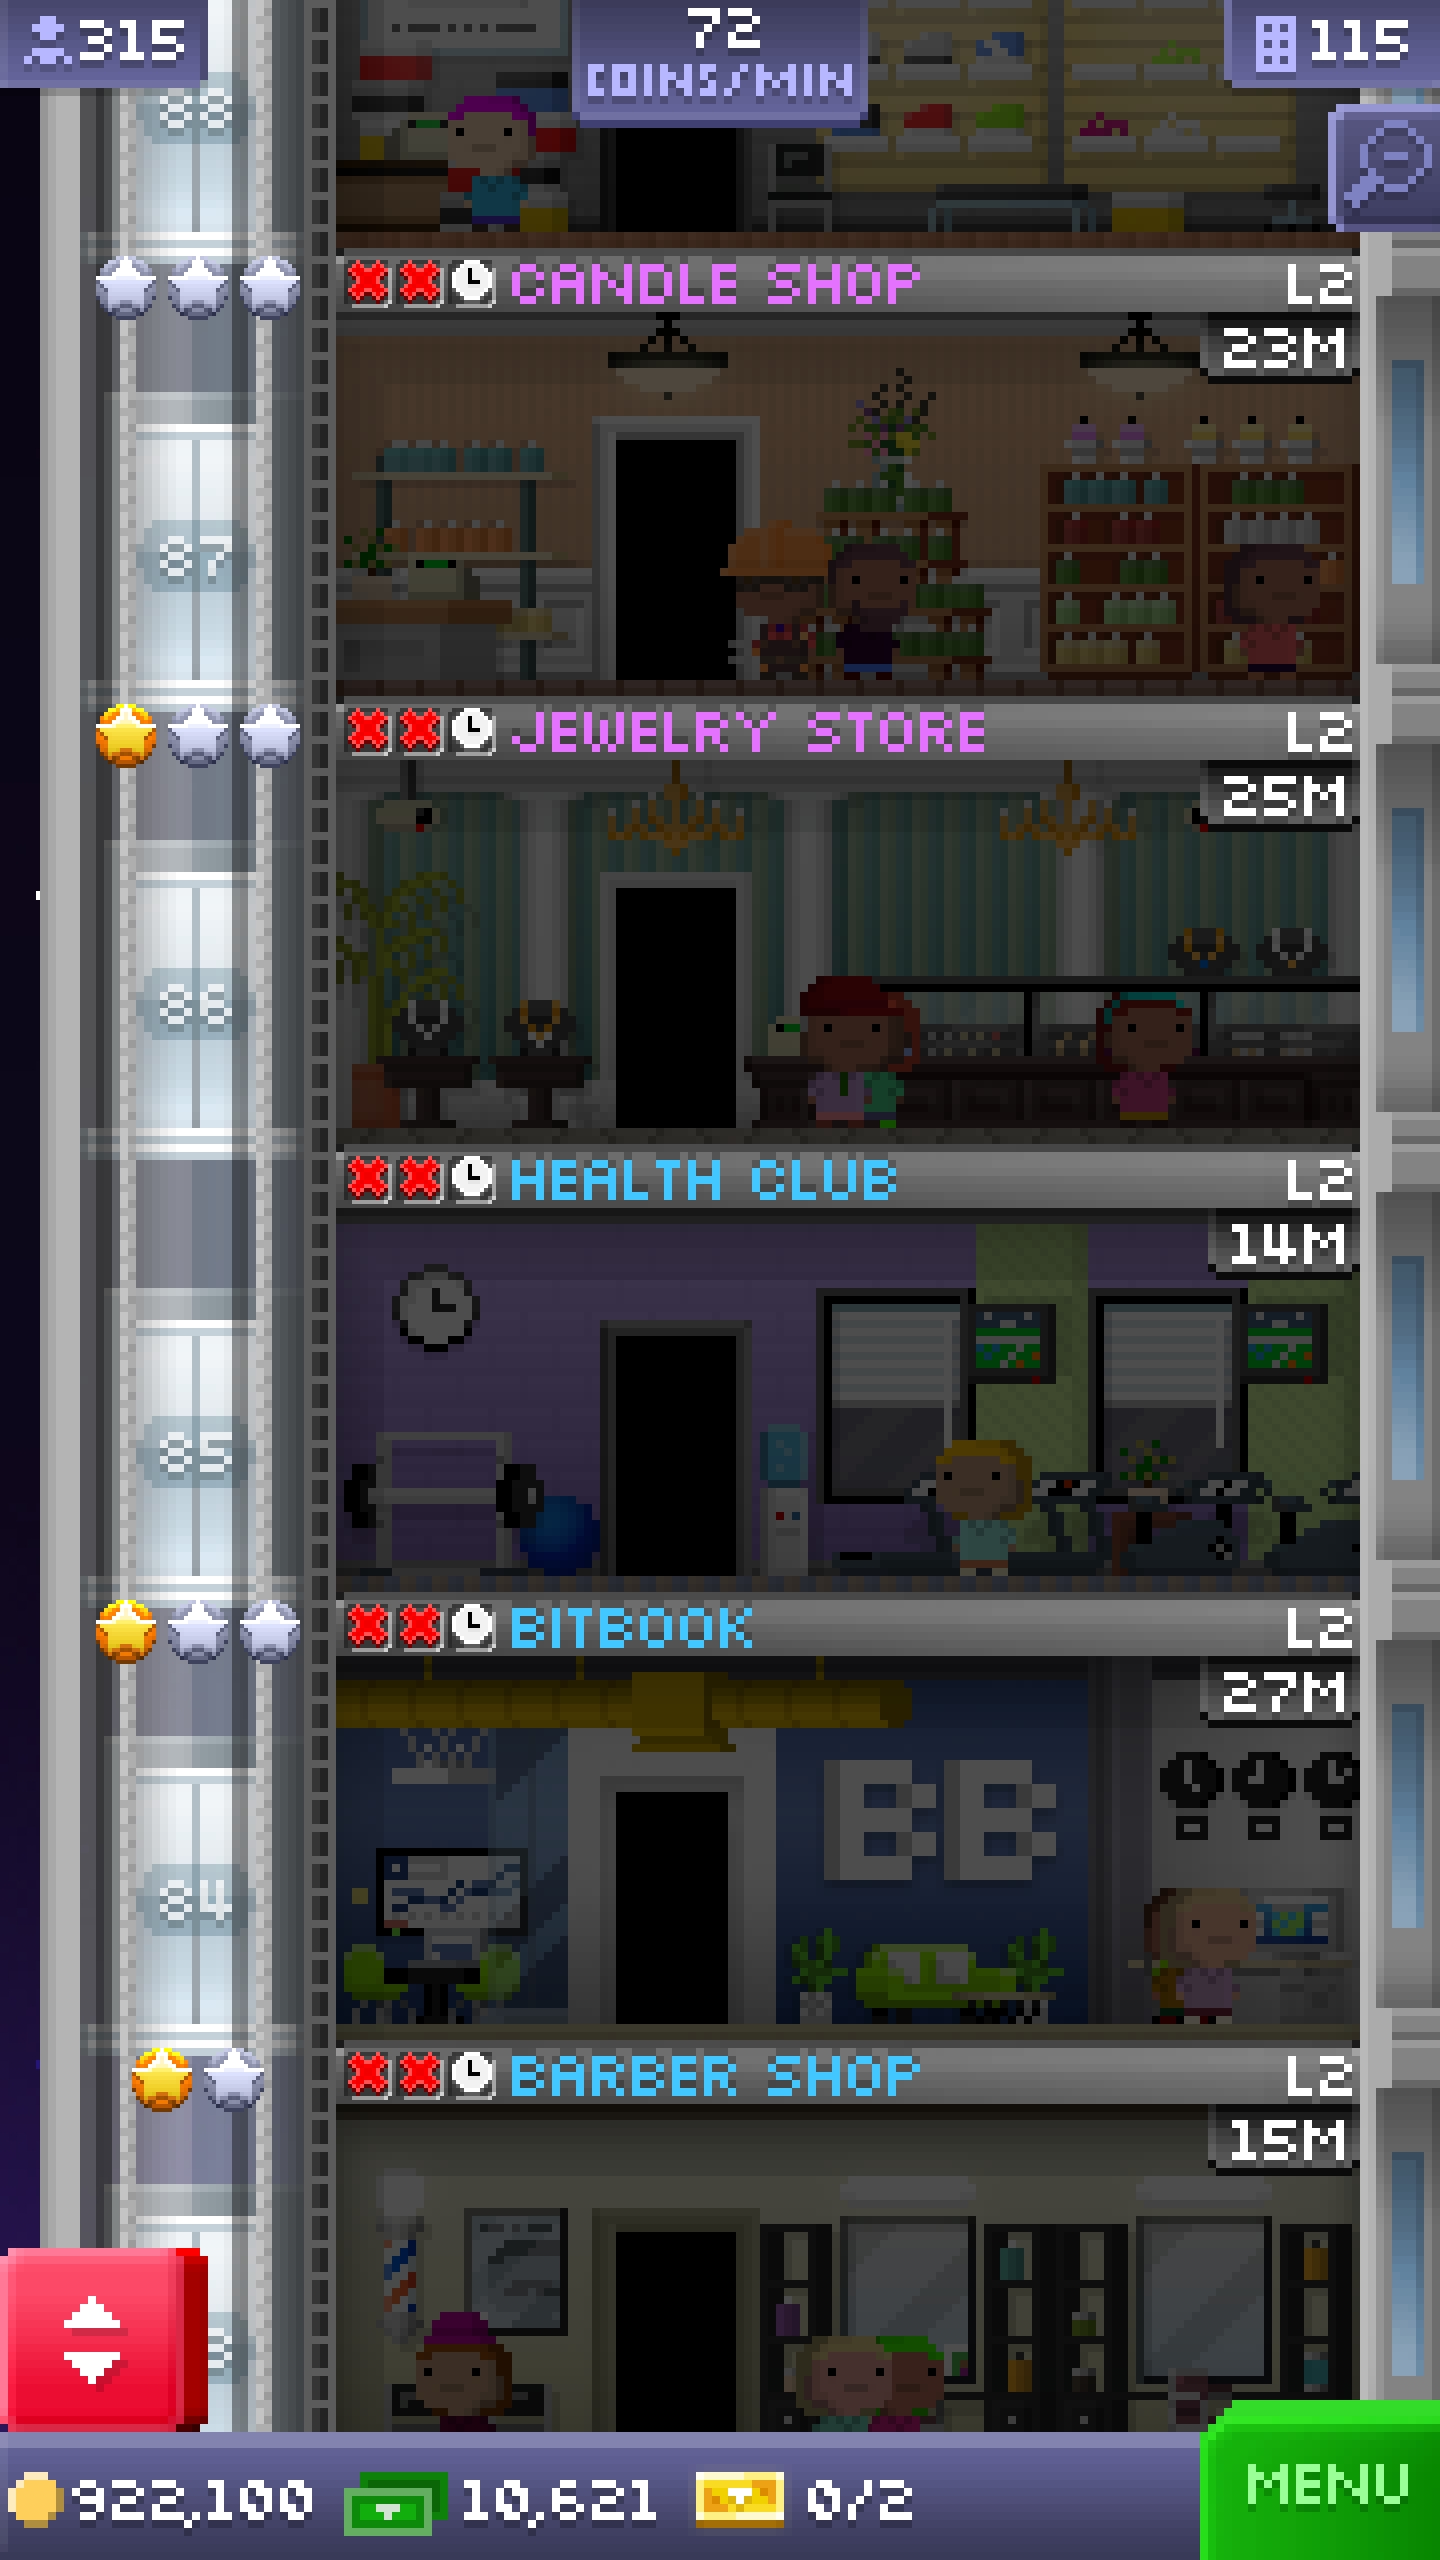 315
72
COINS/MIN
115
88
CANDLE SHOP L2
23M
87
JEWELRY STORE L2
25M
86
HEALTH CLUB L2
14M
85
BITBOOK L2
27M
BB
84
BARBER SHOP L2
15M
922,100 10,621 0/2
MENU